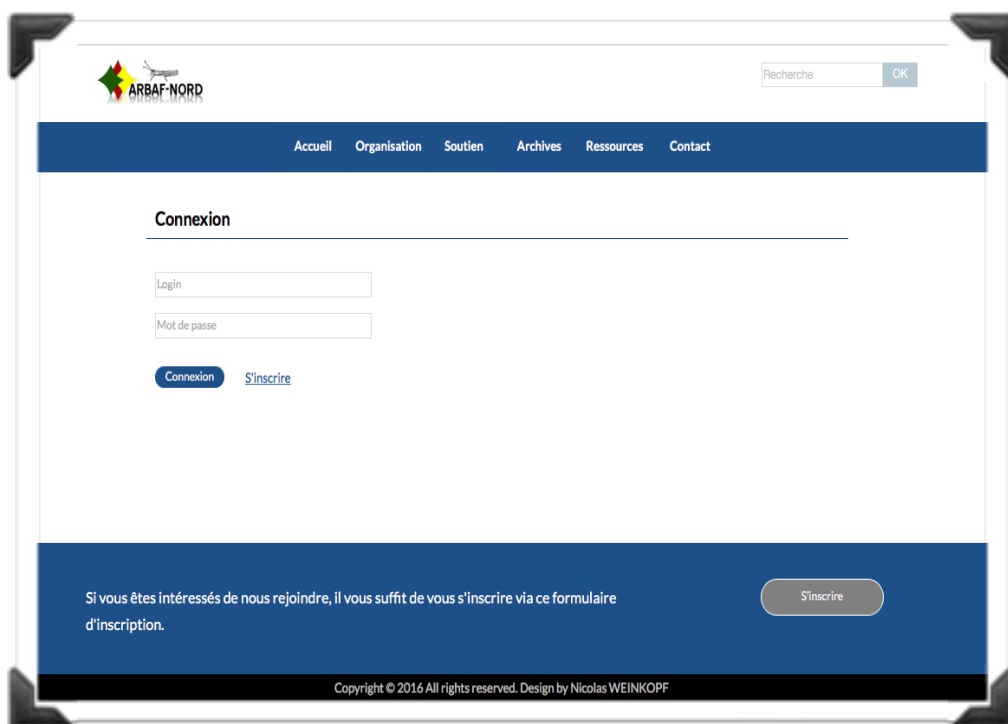 ARBAF-NORD
Recherche OK
Accueil Organisation Soutien Archives Ressources Contact
Connexion
Login
Mot de passe
Connexion S'inscrire
Si vous êtes intéressés de nous rejoindre, il vous suffit de vous s'inscrire via ce formulaire
d'inscription.
S'inscrire
Copyright © 2016 All rights reserved. Design by Nicolas WEINKOPF